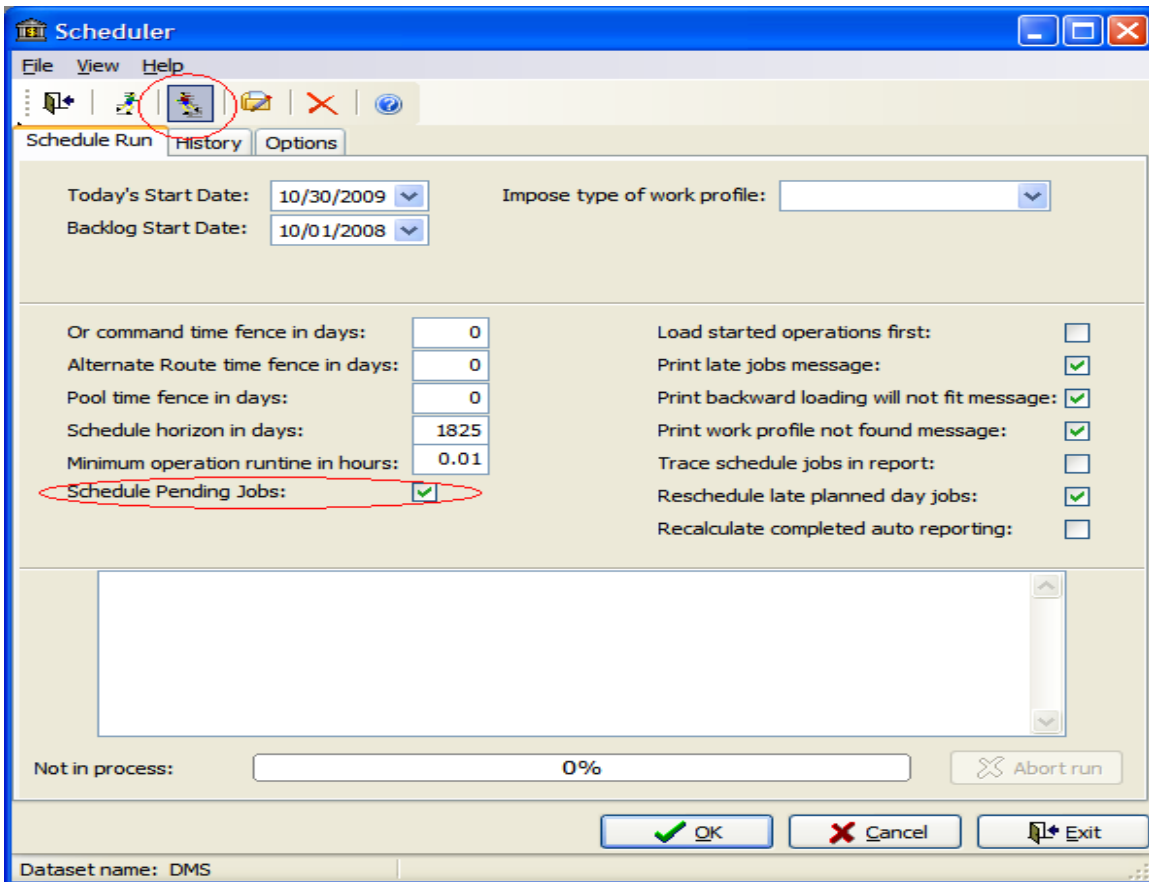 Scheduler
File View Help
Schedule Run History Options
Today's Start Date: 10/30/2009 Impose type of work profile:
Backlog Start Date: 10/01/2008
Or command time fence in days: 0 Load started operations first:
Alternate Route time fence in days: 0 Print late jobs message:
Pool time fence in days: 0 Print backward loading will not fit message:
Schedule horizon in days: 1825 Print work profile not found message:
Minimum operation runtine in hours: 0.01 Trace schedule jobs in report:
Schedule Pending Jobs: Reschedule late planned day jobs:
Recalculate completed auto reporting:
Not in process: 0% Abort run
OK Cancel Exit
Dataset name: DMS